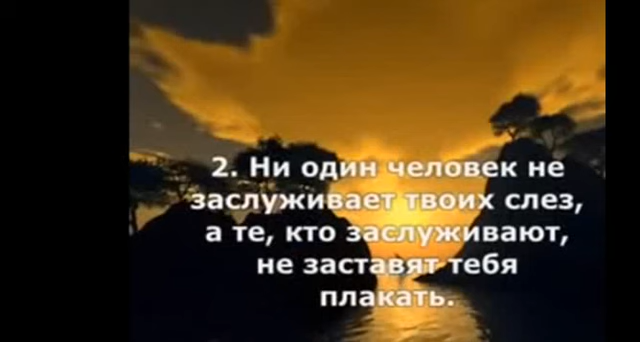 2. Ни один человек не
заслуживает твоих слез,
а те, кто заслуживают,
не заставят тебя
плакать.